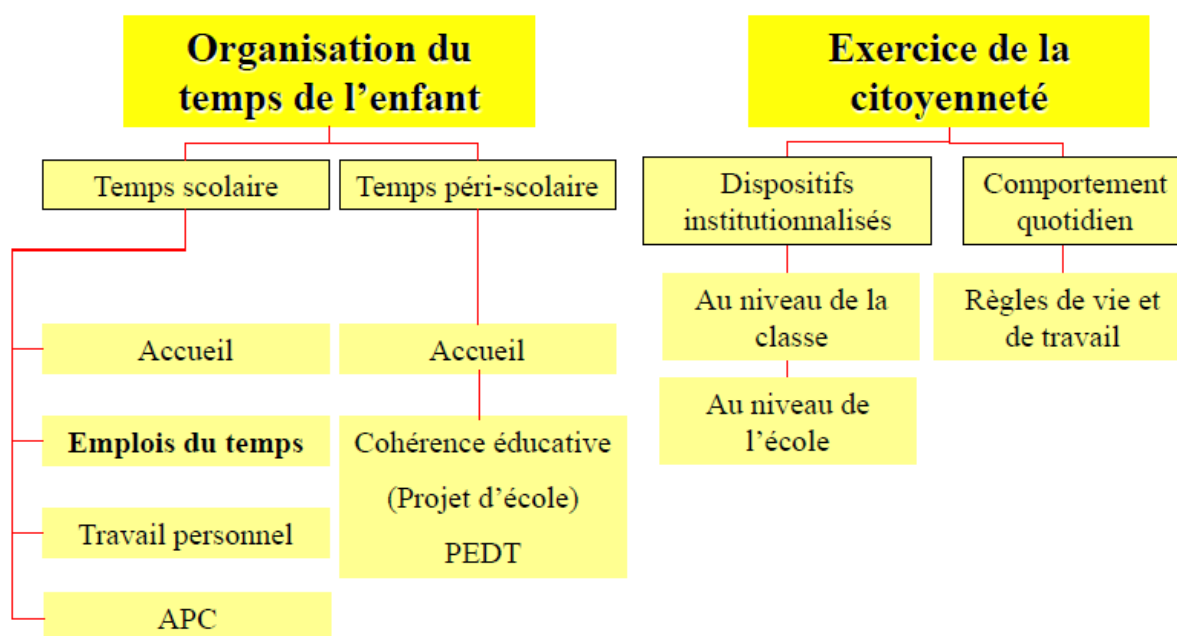 Organisation du
temps de l'enfant
Temps scolaire
Temps péri-scolaire
Accueil
Emplois du temps
Travail personnel
APC
Accueil
Cohérence éducative
(Projet d'école)
PEDT
Exercice de la
citoyenneté
Dispositifs
institutionnalisés
Comportement
quotidien
Au niveau de la
classe
Au niveau de
l'école
Règles de vie et
de travail